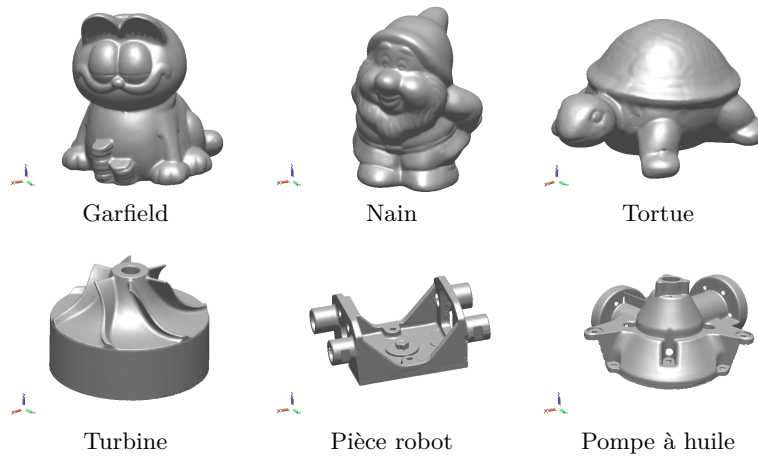 Garfield
Nain
Tortue
Turbine
Pièce robot
Pompe à huile